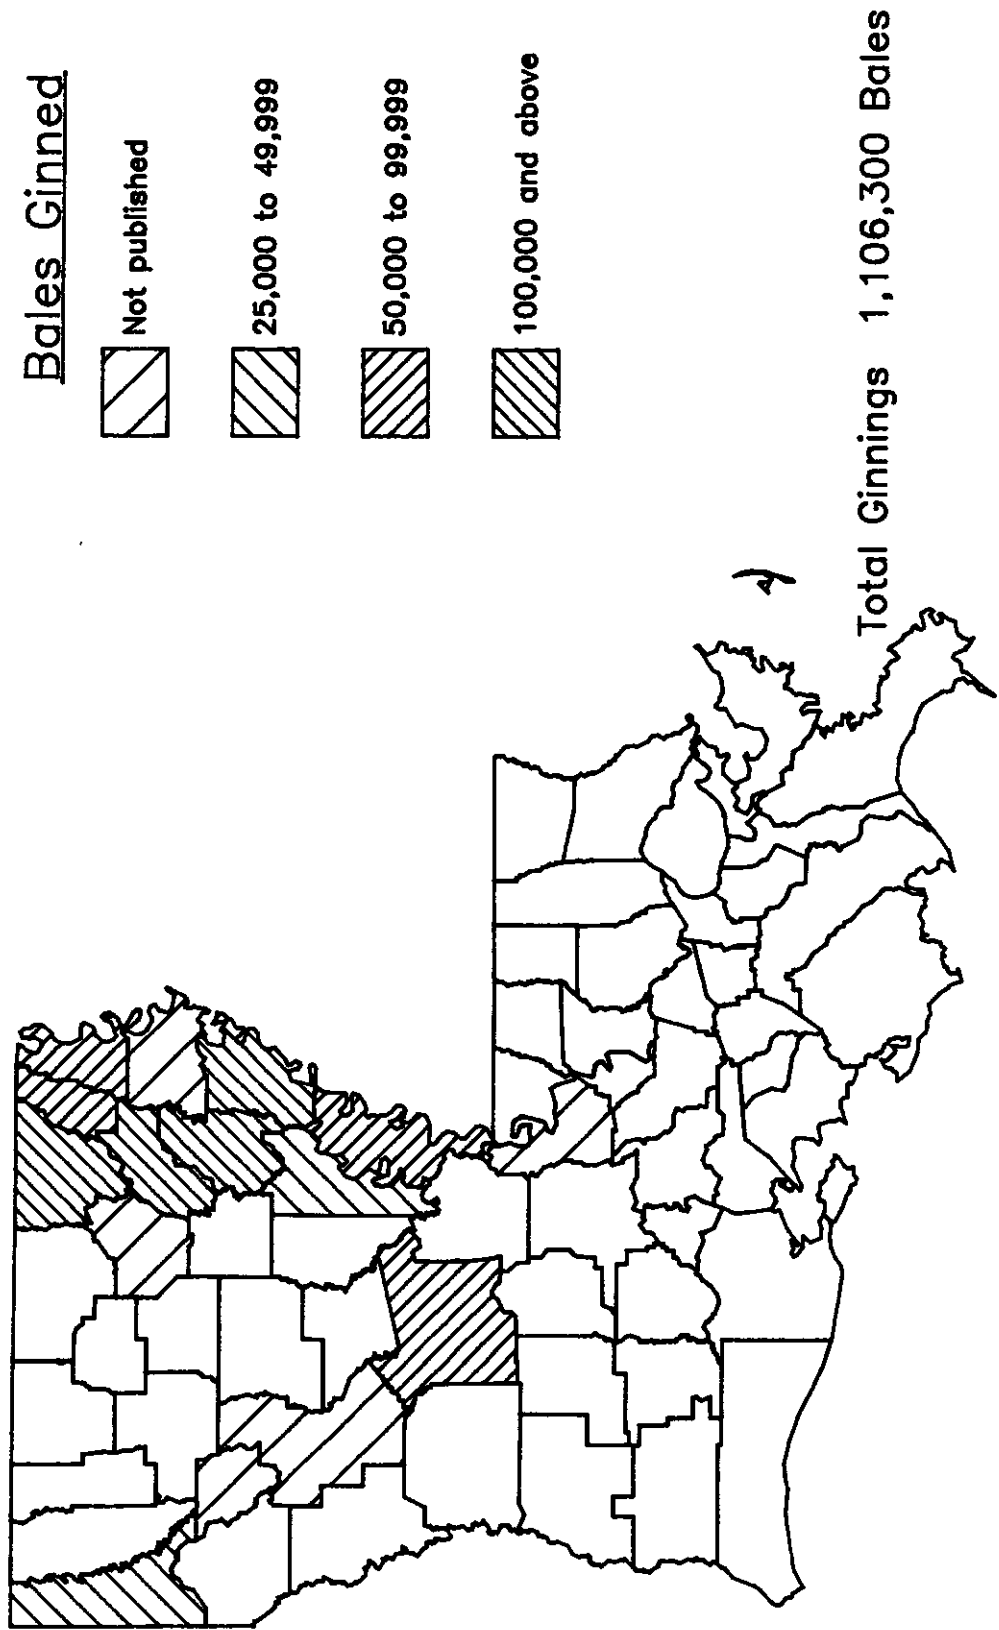 Bales Ginned
Not published
25,000 to 49,999
50,000 to 99,999
100,000 and above
Total Ginnings 1,106,300 Bales